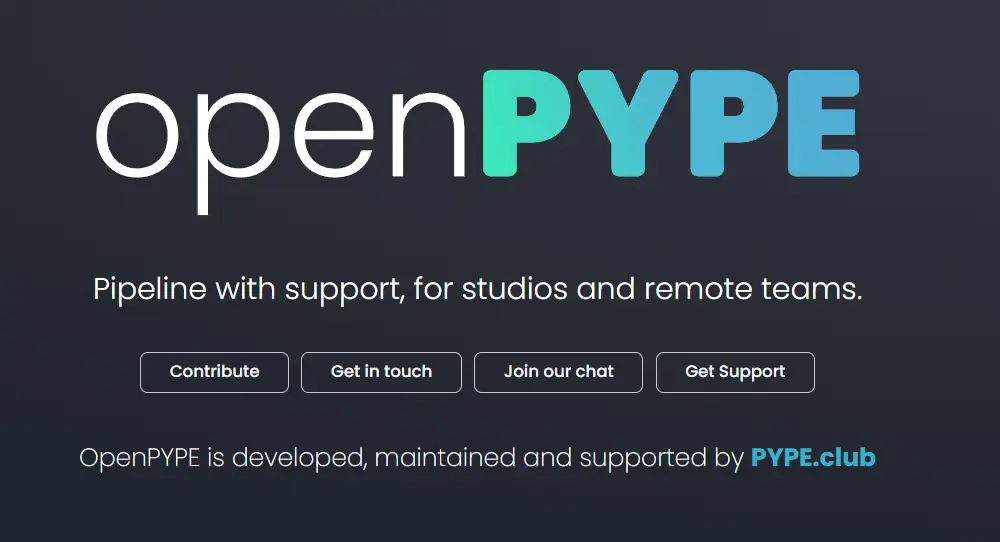 openPYPE
Pipeline with support, for studios and remote teams.
Contribute Get in touch Join our chat Get Support
OpenPYPE is developed, maintained and supported by PYPE.club